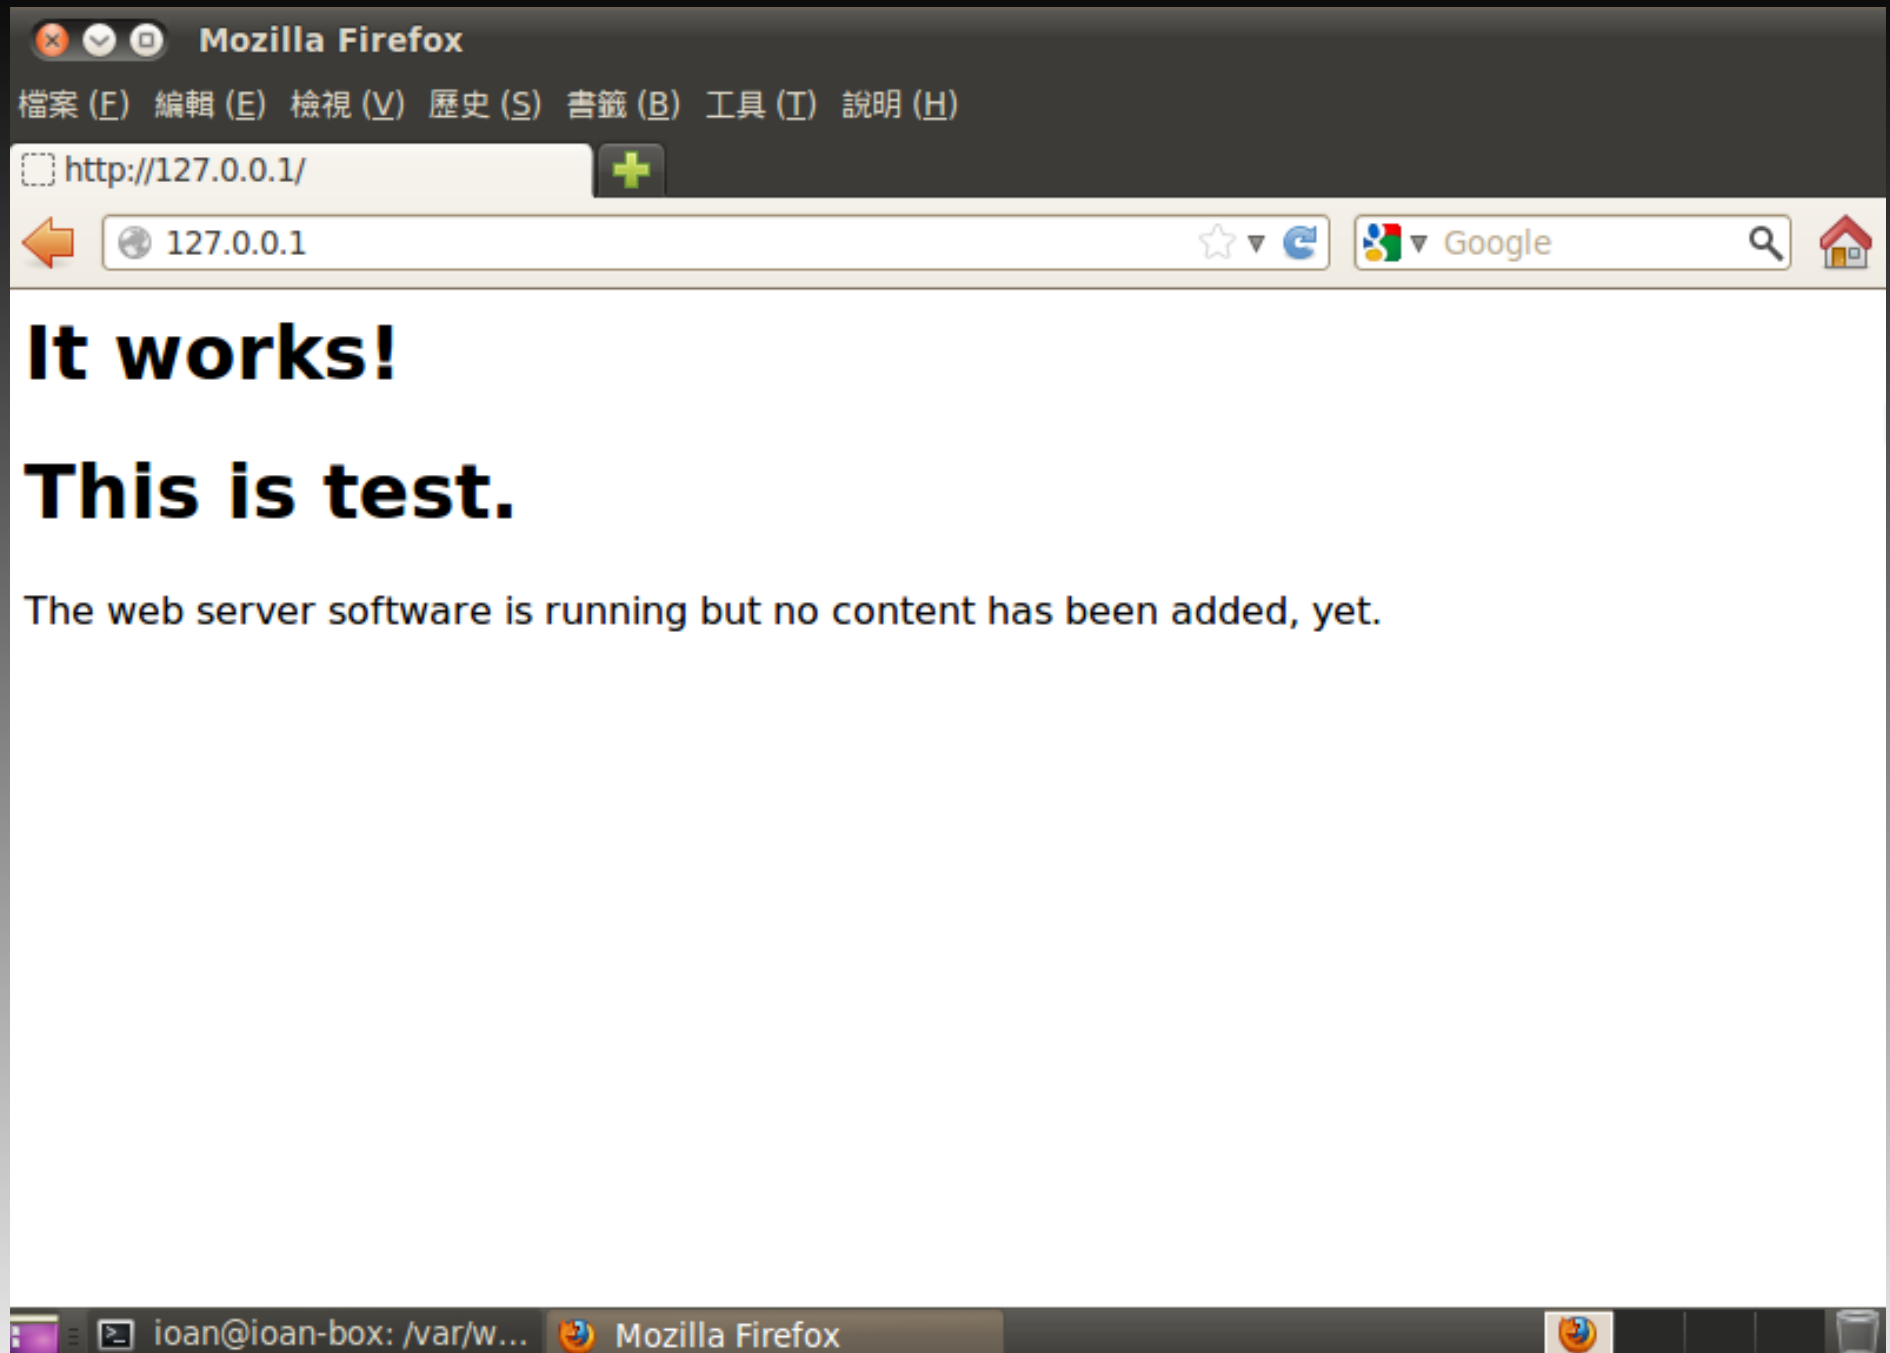 Mozilla Firefox
檔案 (F) 編輯 (E) 檢視 (V) 歷史 (S) 書籤 (B) 工具 (T) 說明 (H)
http://127.0.0.1/
127.0.0.1 Google
It works!
This is test.
The web server software is running but no content has been added, yet.
ioan@ioan-box: /var/w... Mozilla Firefox